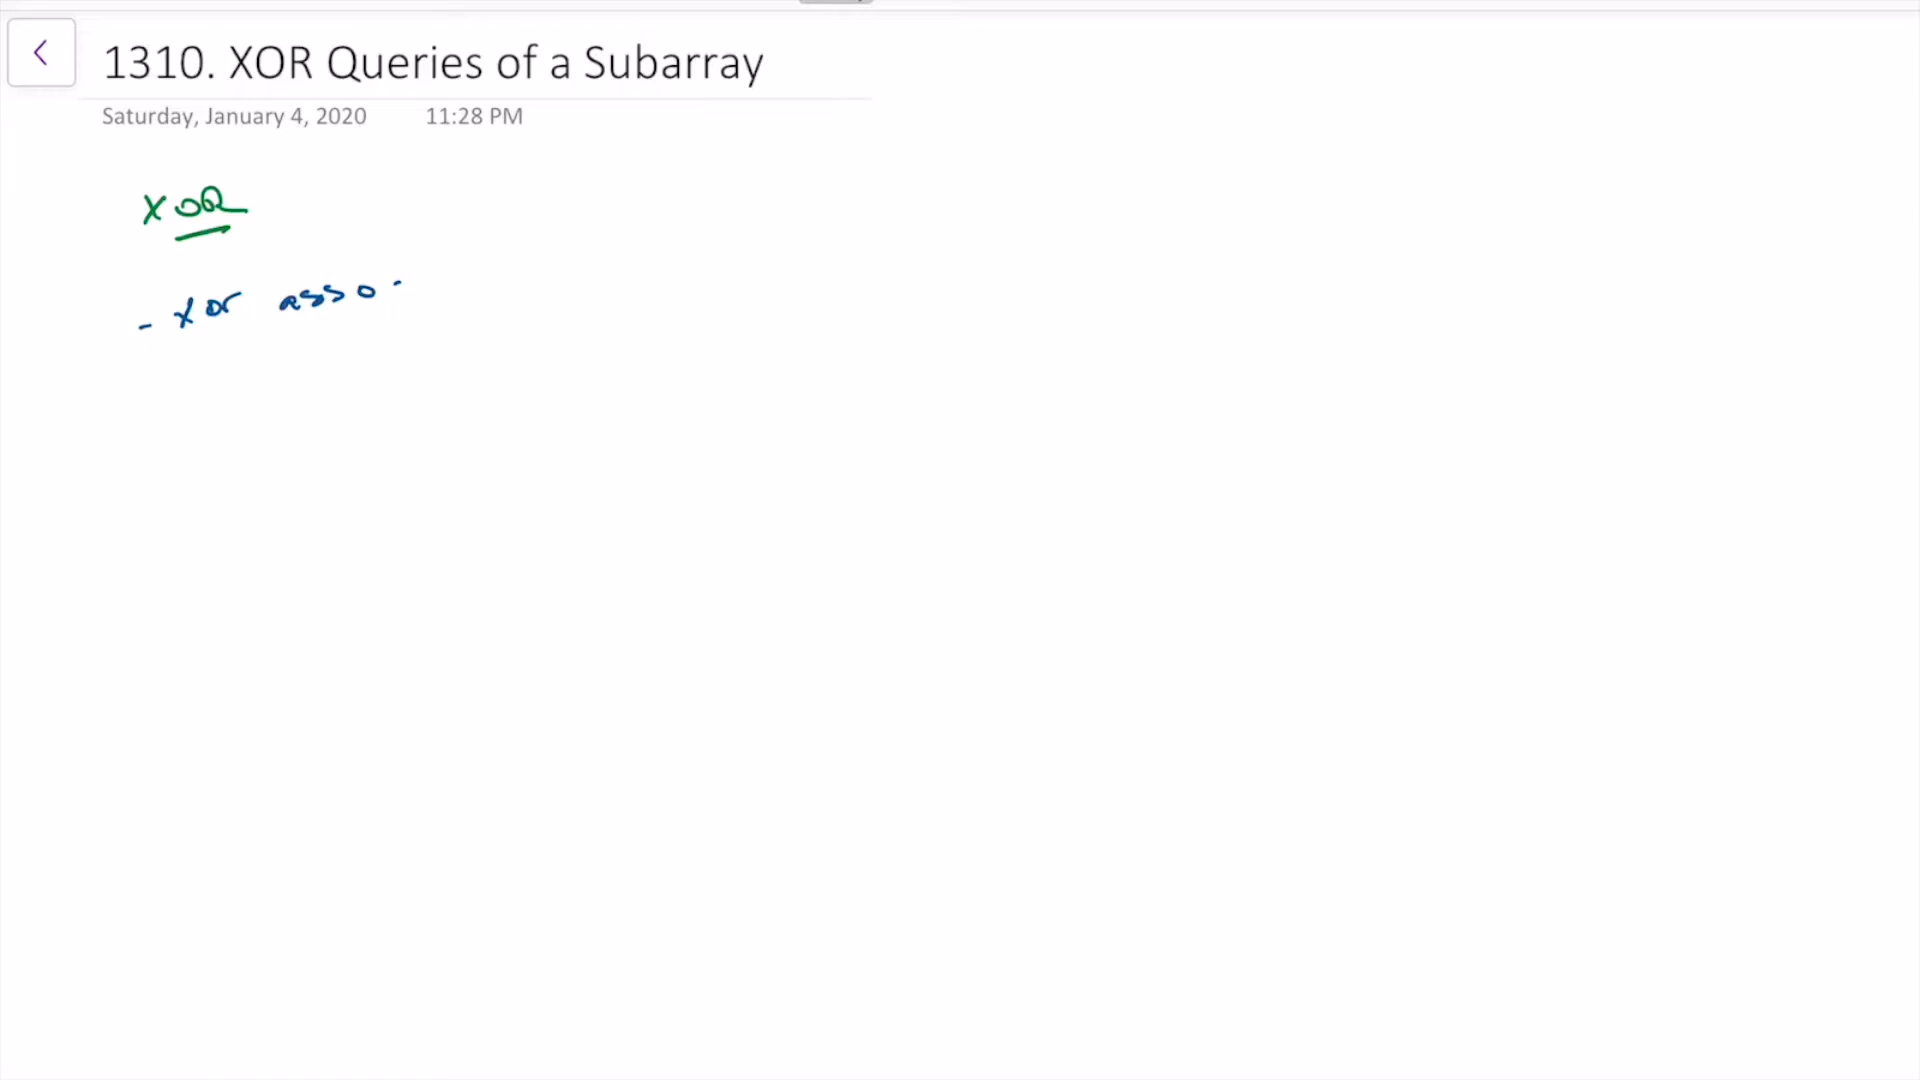 1310. XOR Queries of a Subarray
Saturday, January 4, 2020 11:28 PM
XOR
- xor asso.